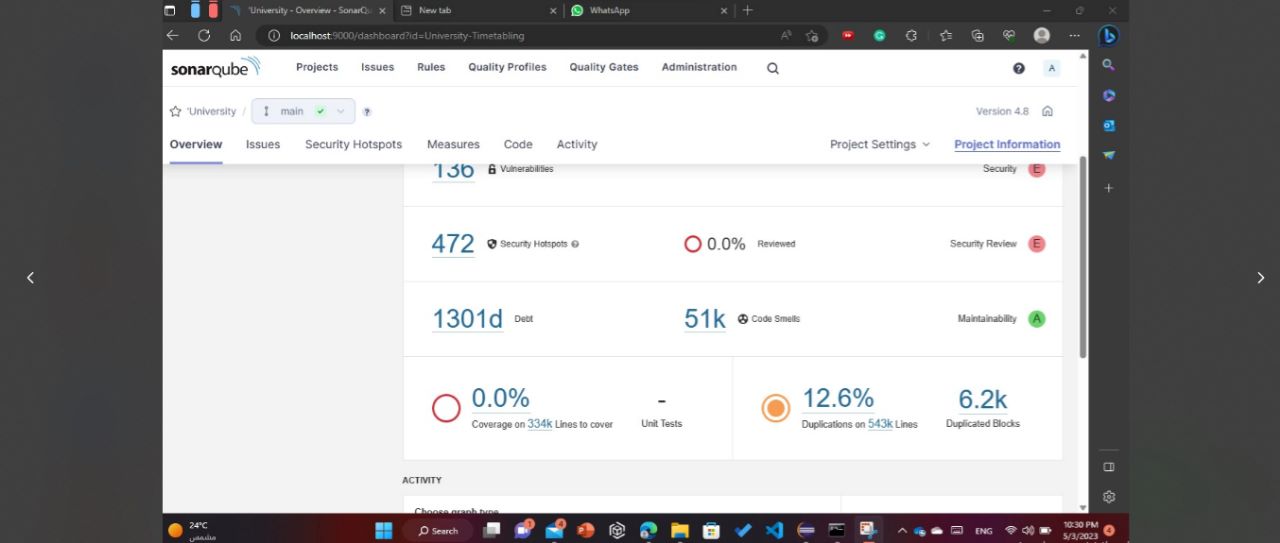 'University - Overview - SonarQu
New tab
WhatsApp
localhost:9000/dashboard?id=University-Timetabling
sonarqube Projects Issues Rules Quality Profiles Quality Gates Administration A
'University / main Version 4.8
Overview Issues Security Hotspots Measures Code Activity Project Settings Project Information
136 Vulnerabilities Security E
472 Security Hotspots 0.0% Reviewed Security Review E
1301d Debt 51k Code Smells Maintainability A
0.0% - 12.6% 6.2k
Coverage on 334k Lines to cover Unit Tests Duplications on 543k Lines Duplicated Blocks
ACTIVITY
Choose graph type
24°C
مشمس
Search
ENG
10:30 PM
5/3/2023